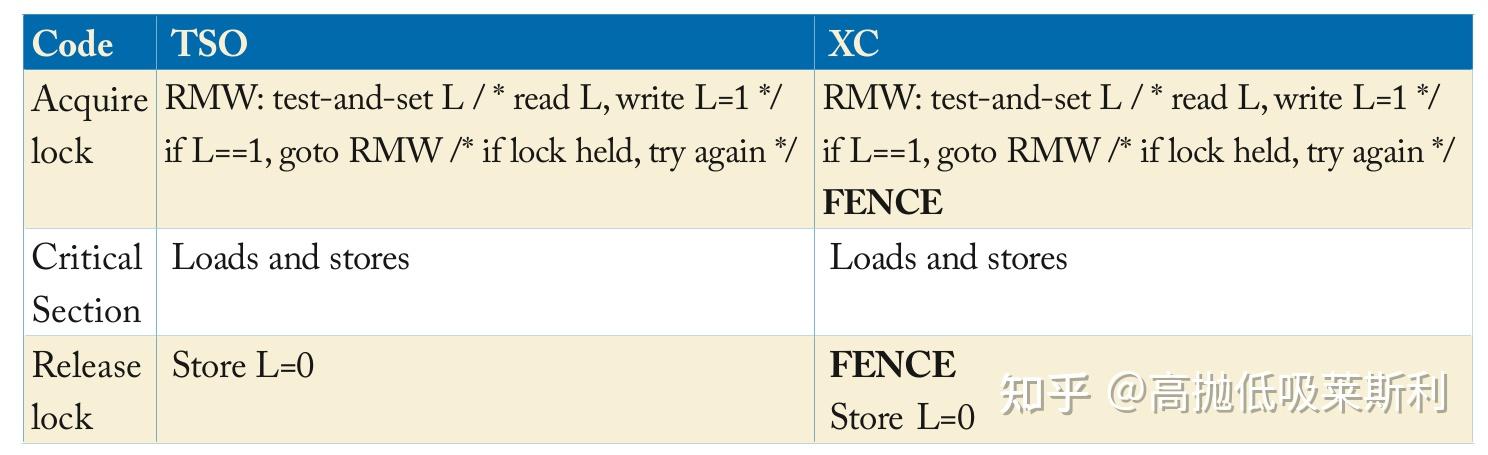 Code TSO XC
Acquire lock
RMW: test-and-set L / * read L, write L=1 */
if L==1, goto RMW /* if lock held, try again */
RMW: test-and-set L / * read L, write L=1 */
if L==1, goto RMW /* if lock held, try again */
FENCE
Critical Section
Loads and stores
Loads and stores
Release lock
Store L=0
FENCE
Store L=0
知乎 @高抛低吸莱斯利